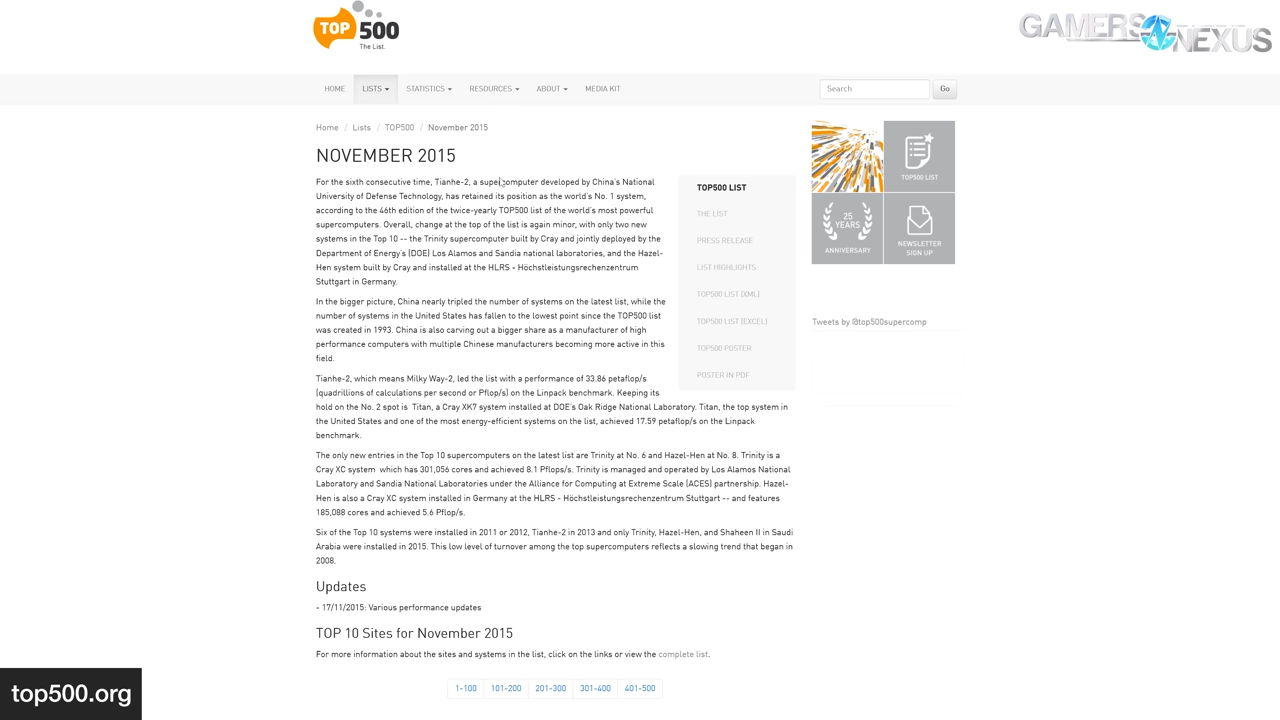 TOP 500
The List.
GAMERS NEXUS
HOME LISTS STATISTICS RESOURCES ABOUT MEDIA KIT Search Go
Home / Lists / TOP500 / November 2015
NOVEMBER 2015
For the sixth consecutive time, Tianhe-2, a supercomputer developed by China's National
University of Defense Technology, has retained its position as the world's No. 1 system,
according to the 46th edition of the twice-yearly TOP500 list of the world's most powerful
supercomputers. Overall, change at the top of the list is again minor, with only two new
systems in the Top 10 -- the Trinity supercomputer built by Cray and jointly deployed by the
Department of Energy's (DOE) Los Alamos and Sandia national laboratories, and the Hazel-
Hen system built by Cray and installed at the HLRS - Höchstleistungsrechenzentrum
Stuttgart in Germany.
In the bigger picture, China nearly tripled the number of systems on the latest list, while the
number of systems in the United States has fallen to the lowest point since the TOP500 list
was created in 1993. China is also carving out a bigger share as a manufacturer of high
performance computers with multiple Chinese manufacturers becoming more active in this
field.
Tianhe-2, which means Milky Way-2, led the list with a performance of 33.86 petaflop/s
(quadrillions of calculations per second or Pflop/s) on the Linpack benchmark. Keeping its
hold on the No. 2 spot is Titan, a Cray XK7 system installed at DOE's Oak Ridge National Laboratory. Titan, the top system in
the United States and one of the most energy-efficient systems on the list, achieved 17.59 petaflop/s on the Linpack
benchmark.
The only new entries in the Top 10 supercomputers on the latest list are Trinity at No. 6 and Hazel-Hen at No. 8. Trinity is a
Cray XC system which has 301,056 cores and achieved 8.1 Pflops/s. Trinity is managed and operated by Los Alamos National
Laboratory and Sandia National Laboratories under the Alliance for Computing at Extreme Scale (ACES) partnership. Hazel-
Hen is also a Cray XC system installed in Germany at the HLRS - Höchstleistungsrechenzentrum Stuttgart -- and features
185,088 cores and achieved 5.6 Pflop/s.
Six of the Top 10 systems were installed in 2011 or 2012, Tianhe-2 in 2013 and only Trinity, Hazel-Hen, and Shaheen II in Saudi
Arabia were installed in 2015. This low level of turnover among the top supercomputers reflects a slowing trend that began in
2008.
Updates
- 17/11/2015: Various performance updates
TOP 10 Sites for November 2015
For more information about the sites and systems in the list, click on the links or view the complete list.
1-100 101-200 201-300 301-400 401-500
TOP500 LIST
THE LIST
PRESS RELEASE
LIST HIGHLIGHTS
TOP500 LIST (XML)
TOP500 LIST (EXCEL)
TOP500 POSTER
POSTER IN PDF
TOP500 LIST
25
YEARS
ANNIVERSARY
NEWSLETTER
SIGN UP
Tweets by @top500supercomp
top500.org